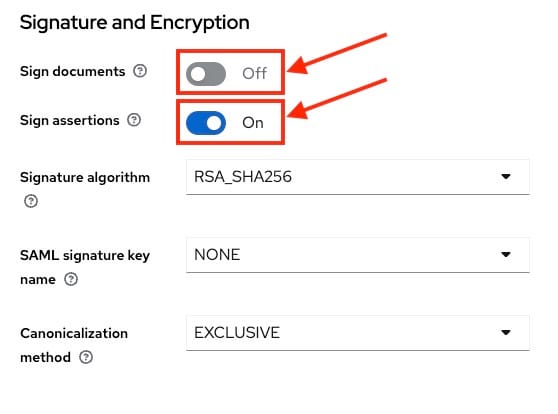 Signature and Encryption
Sign documents
Off
Sign assertions
On
Signature algorithm
RSA_SHA256
SAML signature key
name
NONE
Canonicalization
method
EXCLUSIVE